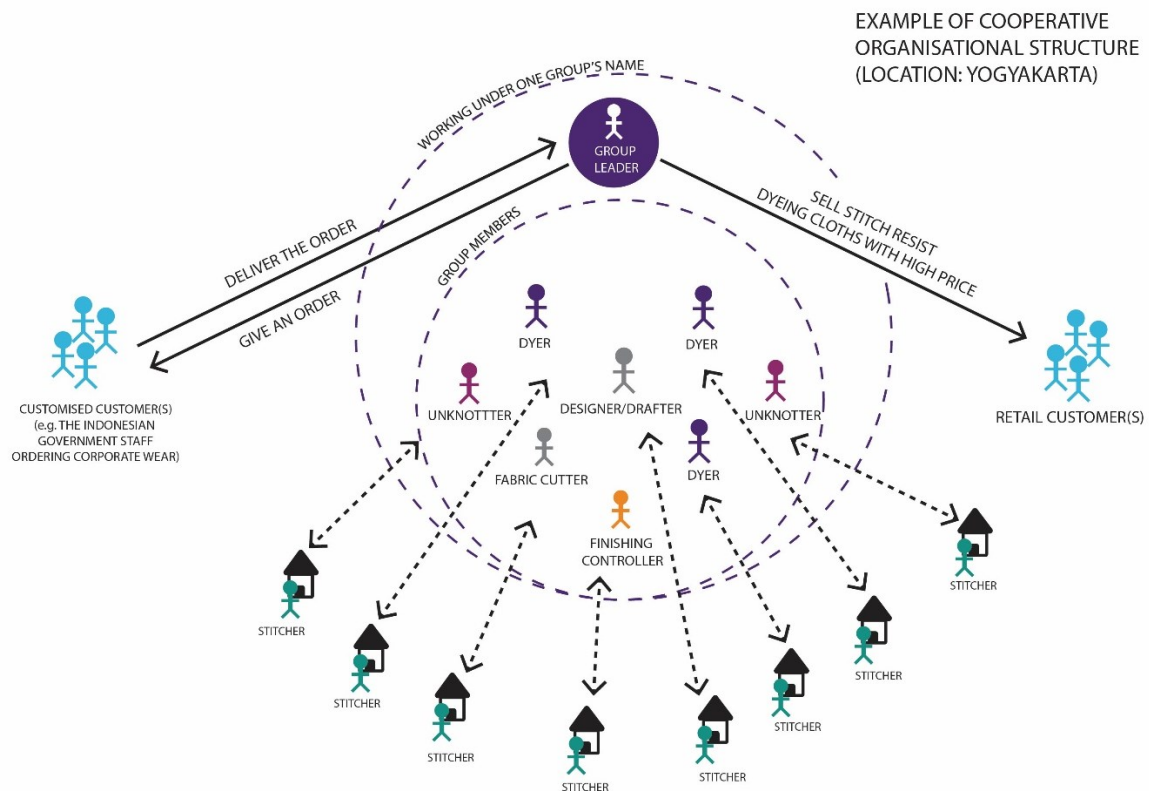 EXAMPLE OF COOPERATIVE
ORGANISATIONAL STRUCTURE
(LOCATION: YOGYAKARTA)
WORKING UNDER ONE GROUP'S NAME
GROUP
LEADER
SELL STITCH RESIST
DYEING CLOTHS WITH HIGH PRICE
DELIVER THE ORDER
GIVE AN ORDER
GROUP MEMBERS
DYER
DYER
UNKNOTTTER
DESIGNER/DRAFTER
UNKNOTTER
CUSTOMISED CUSTOMER(S)
(e.g. THE INDONESIAN
GOVERNMENT STAFF
ORDERING CORPORATE WEAR)
RETAIL CUSTOMER(S)
FABRIC CUTTER
DYER
FINISHING
CONTROLLER
STITCHER
STITCHER
STITCHER
STITCHER
STITCHER
STITCHER
STITCHER
STITCHER